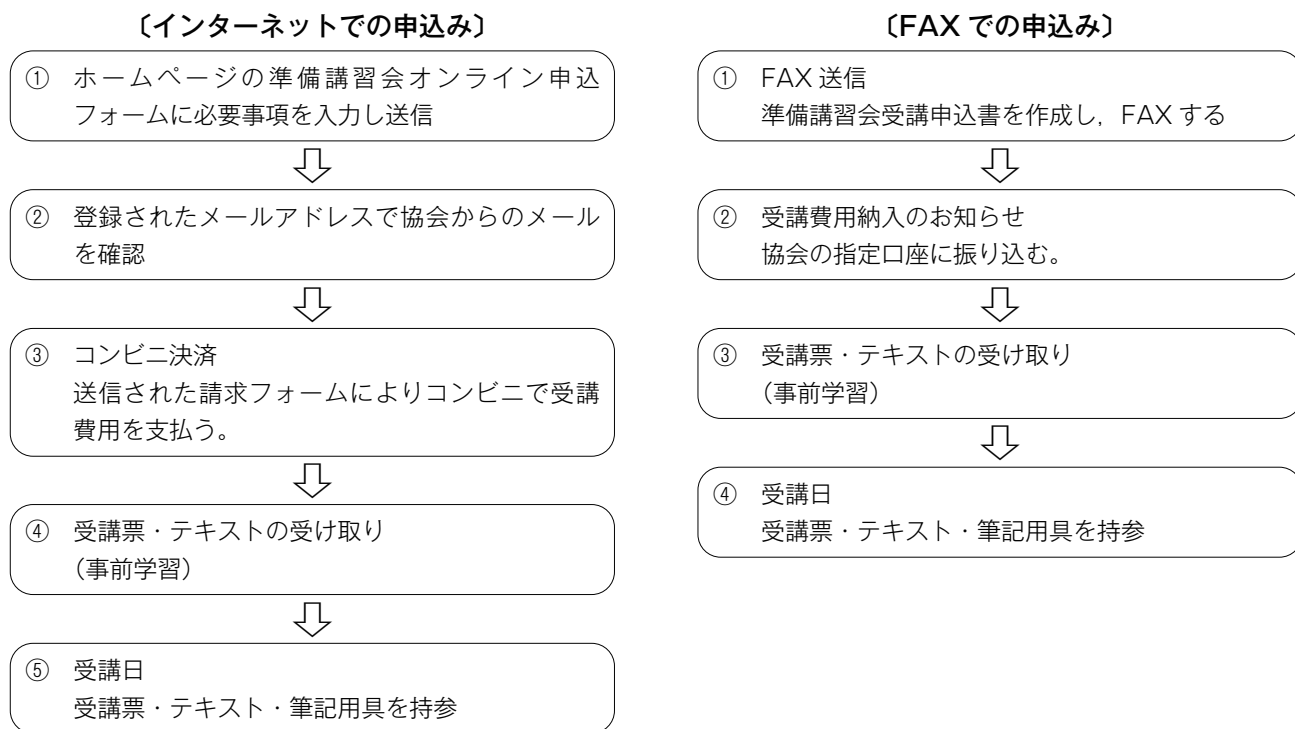 〔インターネットでの申込み〕
① ホームページの準備講習会オンライン申込
フォームに必要事項を入力し送信
② 登録されたメールアドレスで協会からのメール
を確認
③ コンビニ決済
送信された請求フォームによりコンビニで受講
費用を支払う。
④ 受講票・テキストの受け取り
（事前学習）
⑤ 受講日
受講票・テキスト・筆記用具を持参
〔FAX での申込み〕
① FAX 送信
準備講習会受講申込書を作成し，FAX する
② 受講費用納入のお知らせ
協会の指定口座に振り込む。
③ 受講票・テキストの受け取り
（事前学習）
④ 受講日
受講票・テキスト・筆記用具を持参